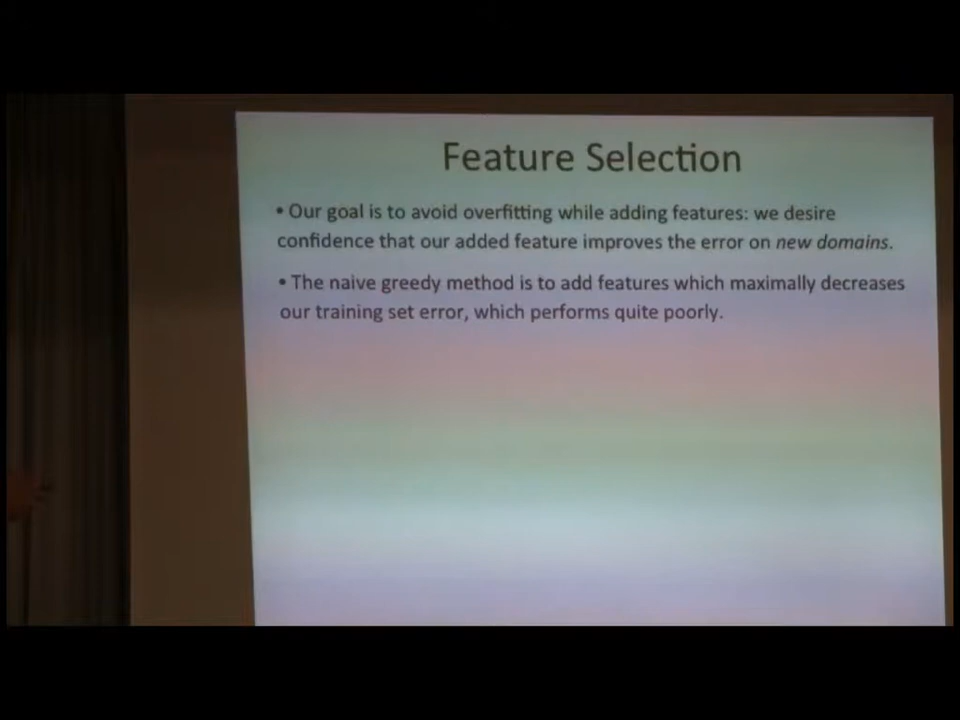 Feature Selection
• Our goal is to avoid overfitting while adding features: we desire
confidence that our added feature improves the error on new domains.
• The naive greedy method is to add features which maximally decreases
our training set error, which performs quite poorly.